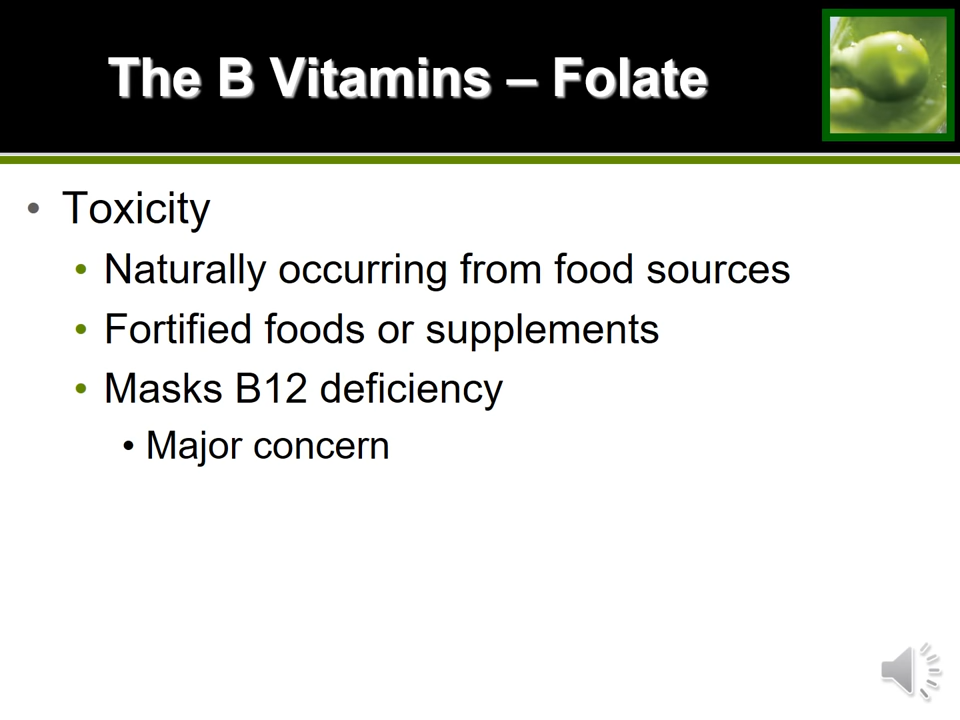 The B Vitamins – Folate
• Toxicity
• Naturally occurring from food sources
• Fortified foods or supplements
• Masks B12 deficiency
• Major concern